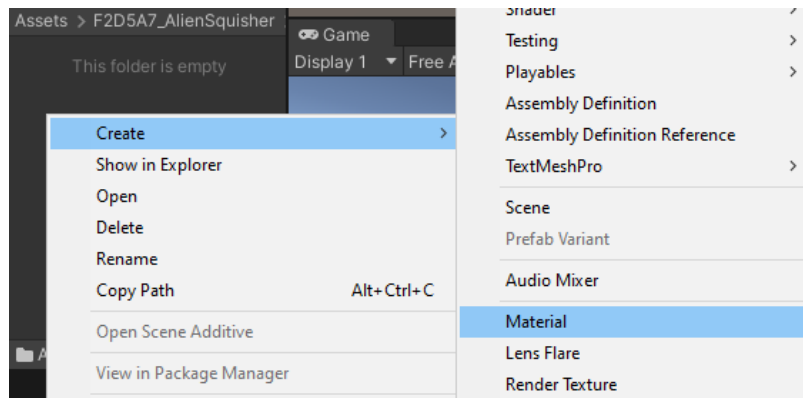 Shader
Assets > F2D5A7_AlienSquisher
Game
Testing
Display 1
Free
This folder is empty
Playables
Assembly Definition
Create
Assembly Definition Reference
Show in Explorer
TextMeshPro
Open
Scene
Delete
Prefab Variant
Rename
Copy Path Alt+Ctrl+C
Audio Mixer
Open Scene Additive
Material
Lens Flare
View in Package Manager
Render Texture